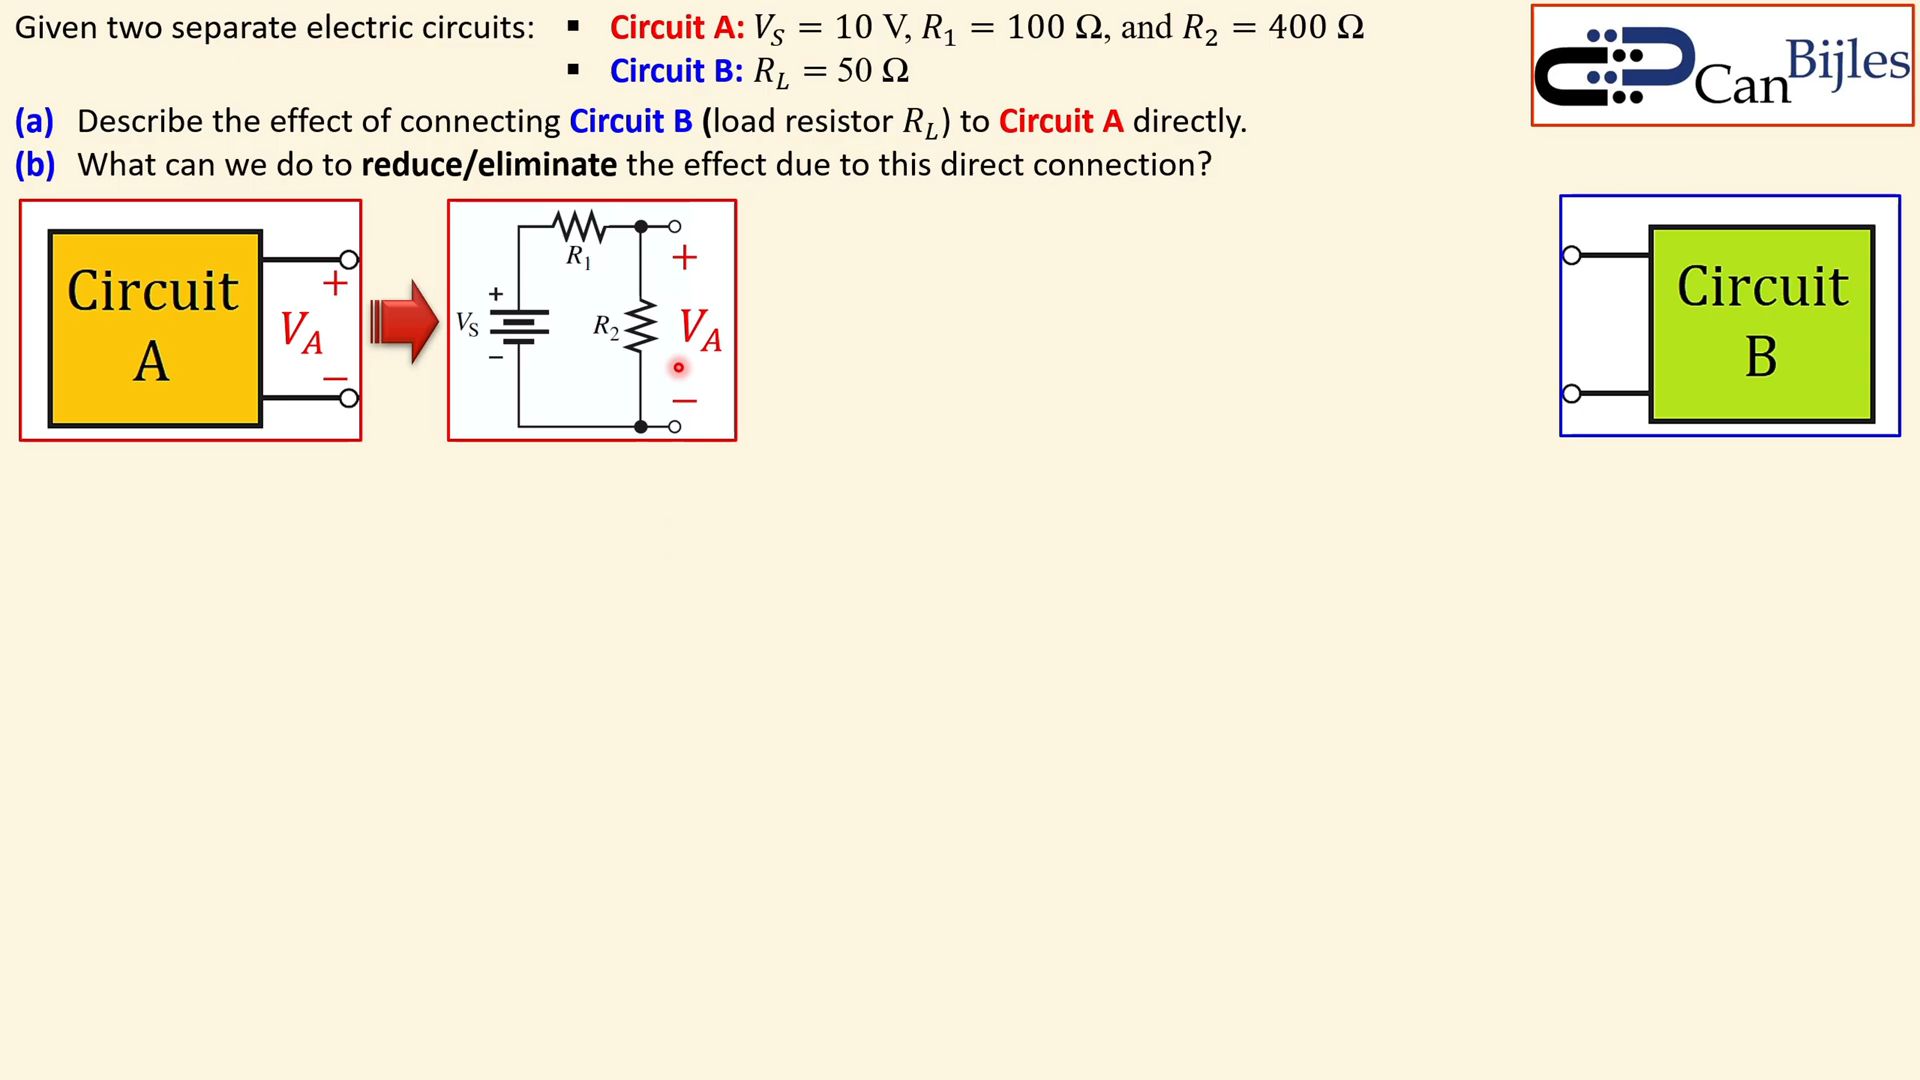 Given two separate electric circuits: ▪ Circuit A: V_S = 10 V, R_1 = 100 Ω, and R_2 = 400 Ω
▪ Circuit B: R_L = 50 Ω
(a) Describe the effect of connecting Circuit B (load resistor R_L) to Circuit A directly.
(b) What can we do to reduce/eliminate the effect due to this direct connection?
Can Bijles
Circuit
A
+
V_A
−
R_1
+
V_S
−
R_2
+
V_A
−
Circuit
B